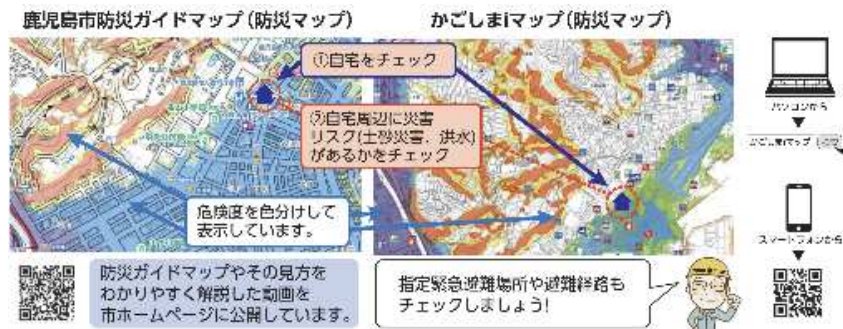 鹿児島市防災ガイドマップ(防災マップ)
かごしまiマップ(防災マップ)
①自宅をチェック
②自宅周辺に災害
リスク(土砂災害、洪水)
があるかをチェック
危険度を色分けして
表示しています。
パソコンから
かごしまiマップ
スマートフォンから
防災ガイドマップやその見方を
わかりやすく解説した動画を
市ホームページに公開しています。
指定緊急避難場所や避難経路も
チェックしましょう!